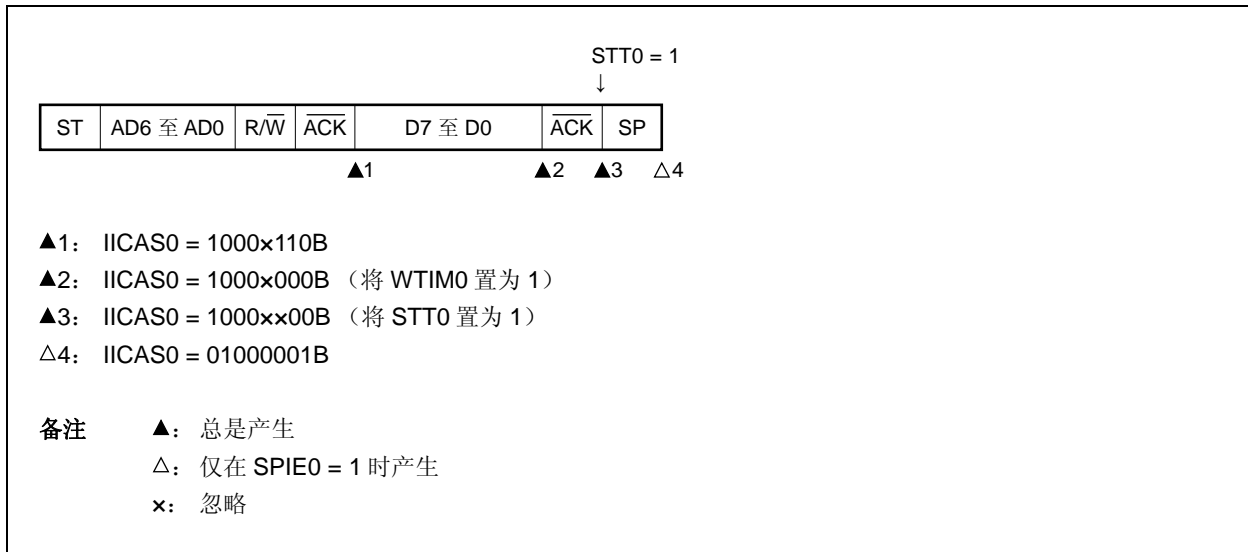 STT0 = 1
↓
ST AD6 至 AD0 R/W̅ A̅C̅K̅ D7 至 D0 A̅C̅K̅ SP
▲1 ▲2 ▲3 △4
▲1： IICAS0 = 1000×110B
▲2： IICAS0 = 1000×000B （将 WTIM0 置为 1）
▲3： IICAS0 = 1000××00B （将 STT0 置为 1）
△4： IICAS0 = 01000001B
备注 ▲： 总是产生
△： 仅在 SPIE0 = 1 时产生
×： 忽略